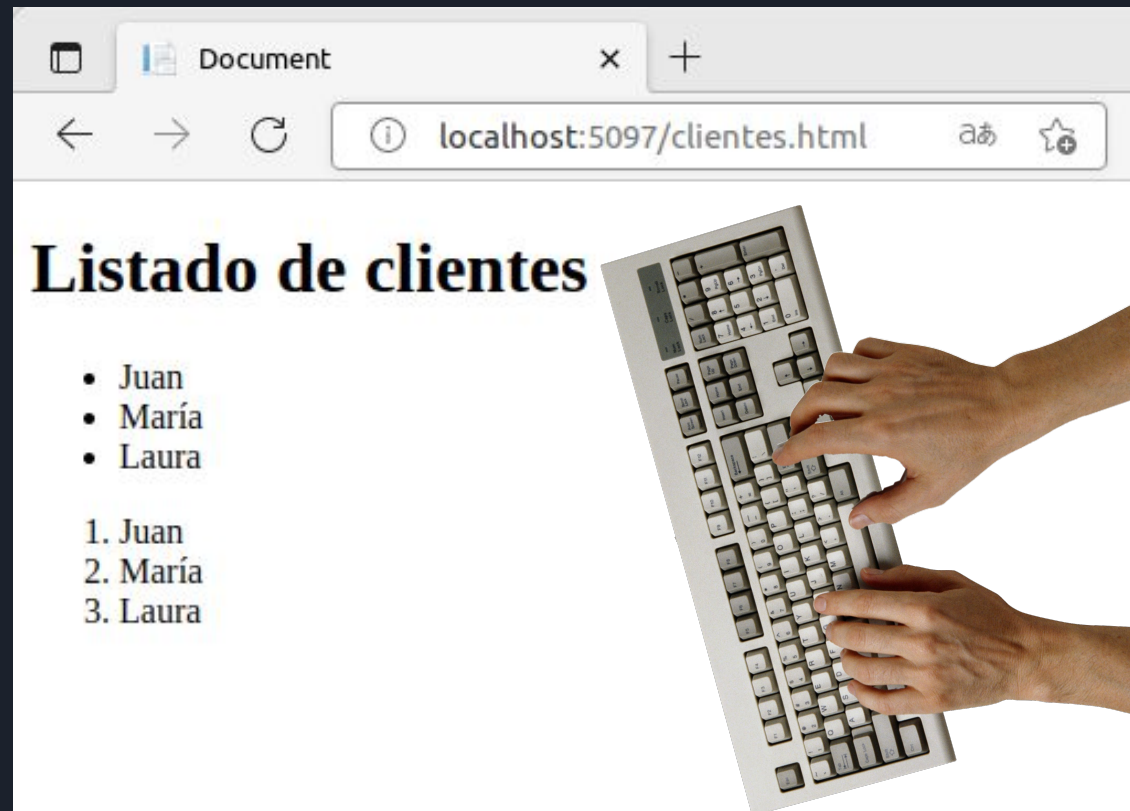 Document
localhost:5097/clientes.html
Listado de clientes
Juan
María
Laura
1. Juan
2. María
3. Laura